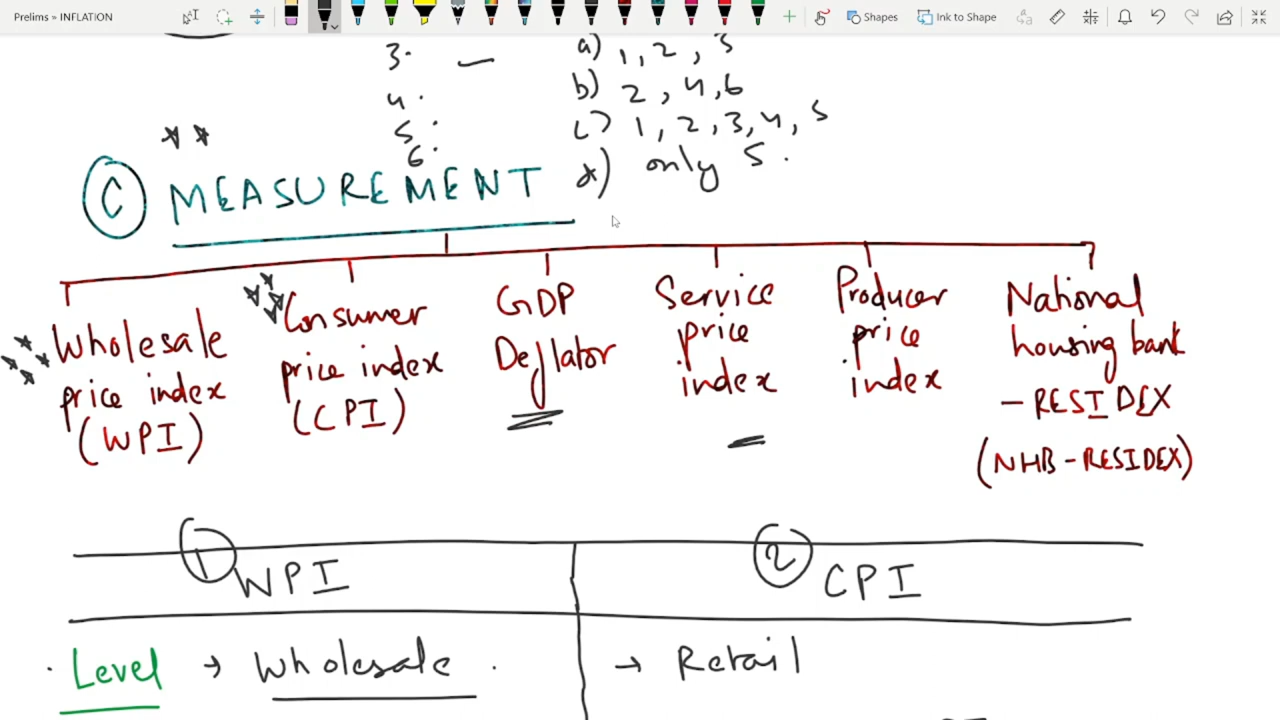 Prelims » INFLATION
Shapes
Ink to Shape
3. —
4.
5.
6.
a) 1, 2, 3
b) 2, 4, 6
c) 1, 2, 3, 4, 5
d) only 5.
C MEASUREMENT
Wholesale
price index
(WPI)
Consumer
price index
(CPI)
GDP
Deflator
Service
price
index
Producer
price
index
National
housing bank
- RESIDEX
(NHB - RESIDEX)
1 WPI
2 CPI
. Level → Wholesale .
→ Retail